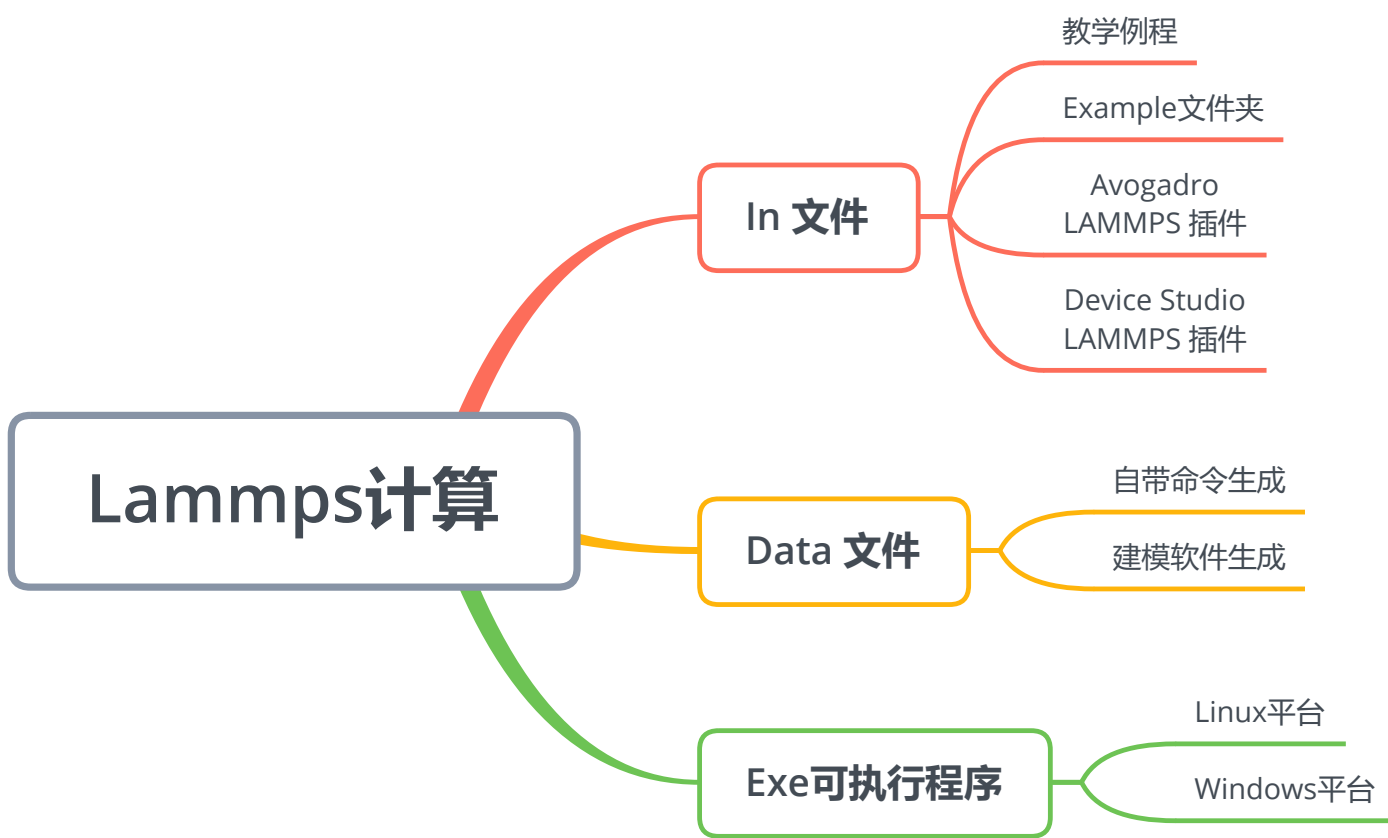 教学例程
Example文件夹
Avogadro
LAMMPS 插件
Device Studio
LAMMPS 插件
In 文件
Lammps计算
自带命令生成
建模软件生成
Data 文件
Linux平台
Windows平台
Exe可执行程序